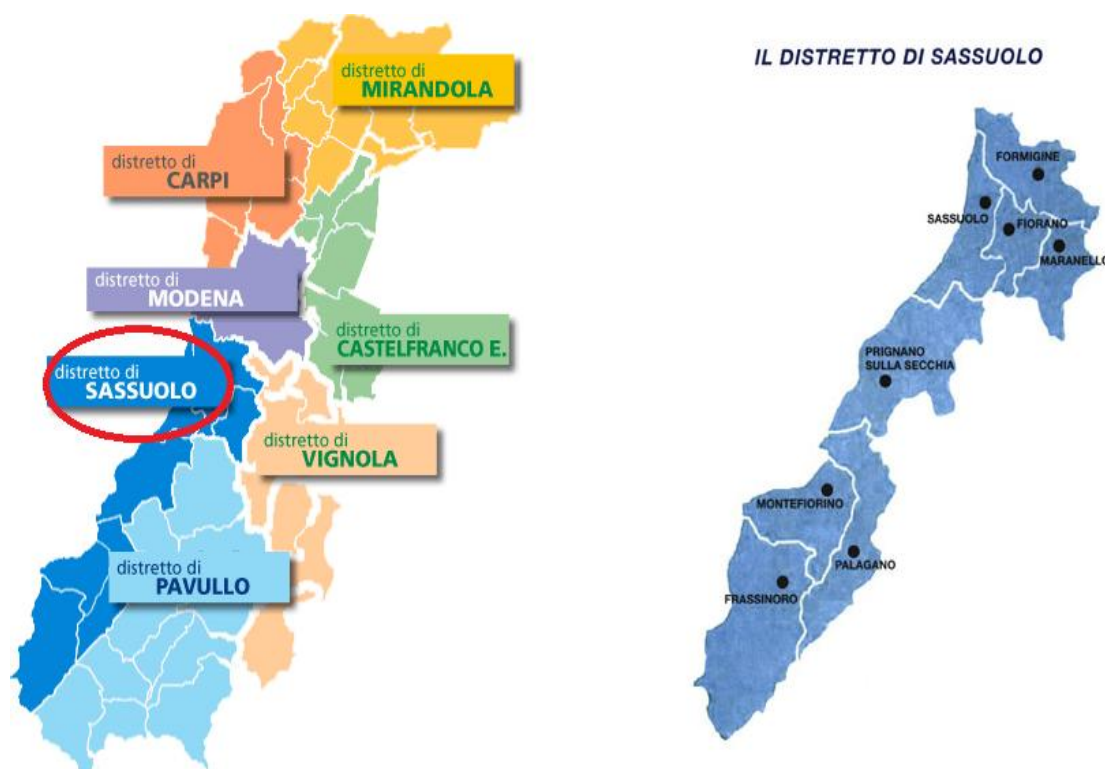 distretto di
MIRANDOLA
distretto di
CARPI
distretto di
MODENA
distretto di
CASTELFRANCO E.
distretto di
SASSUOLO
distretto di
VIGNOLA
distretto di
PAVULLO
IL DISTRETTO DI SASSUOLO
FORMIGINE
SASSUOLO
FIORANO
MARANELLO
PRIGNANO
SULLA SECCHIA
MONTEFIORINO
PALAGANO
FRASSINORO